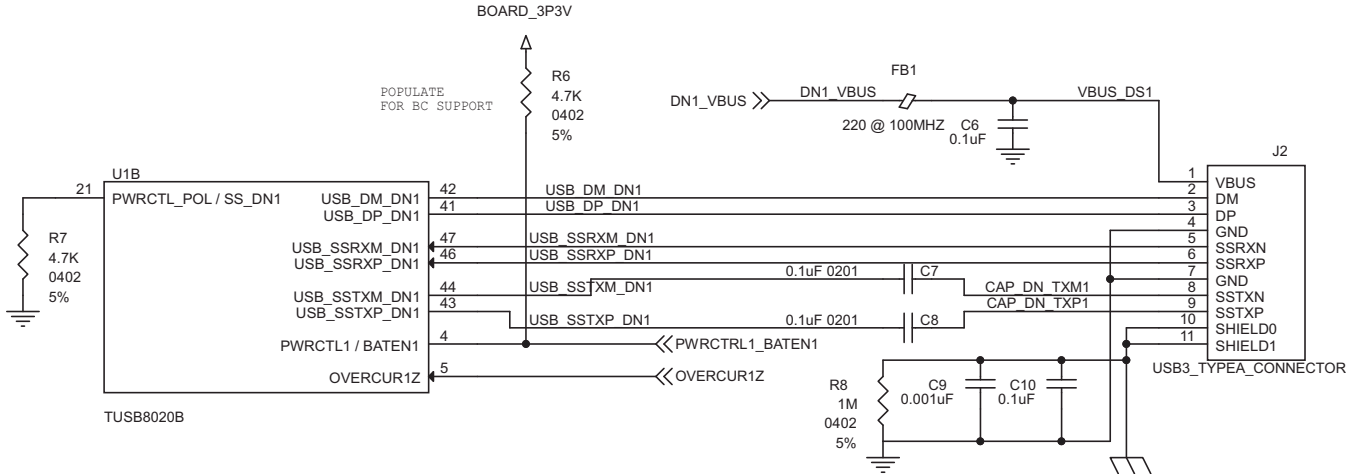 BOARD_3P3V
POPULATE
FOR BC SUPPORT
R6
4.7K
0402
5%
FB1
DN1_VBUS
DN1_VBUS
VBUS_DS1
220 @ 100MHZ
C6
0.1uF
J2
U1B
21
PWRCTL_POL / SS_DN1
R7
4.7K
0402
5%
USB_DM_DN1
42
USB_DM_DN1
USB_DP_DN1
41
USB_DP_DN1
USB_SSRXM_DN1
47
USB_SSRXM_DN1
USB_SSRXP_DN1
46
USB_SSRXP_DN1
USB_SSTXM_DN1
44
USB_SSTXM_DN1
0.1uF 0201
C7
CAP_DN_TXM1
USB_SSTXP_DN1
43
USB_SSTXP_DN1
0.1uF 0201
C8
CAP_DN_TXP1
PWRCTL1 / BATEN1
4
PWRCTRL1_BATEN1
OVERCUR1Z
5
OVERCUR1Z
TUSB8020B
1
VBUS
2
DM
3
DP
4
GND
5
SSRXN
6
SSRXP
7
GND
8
SSTXN
9
SSTXP
10
SHIELD0
11
SHIELD1
USB3_TYPEA_CONNECTOR
R8
1M
0402
5%
C9
0.001uF
C10
0.1uF